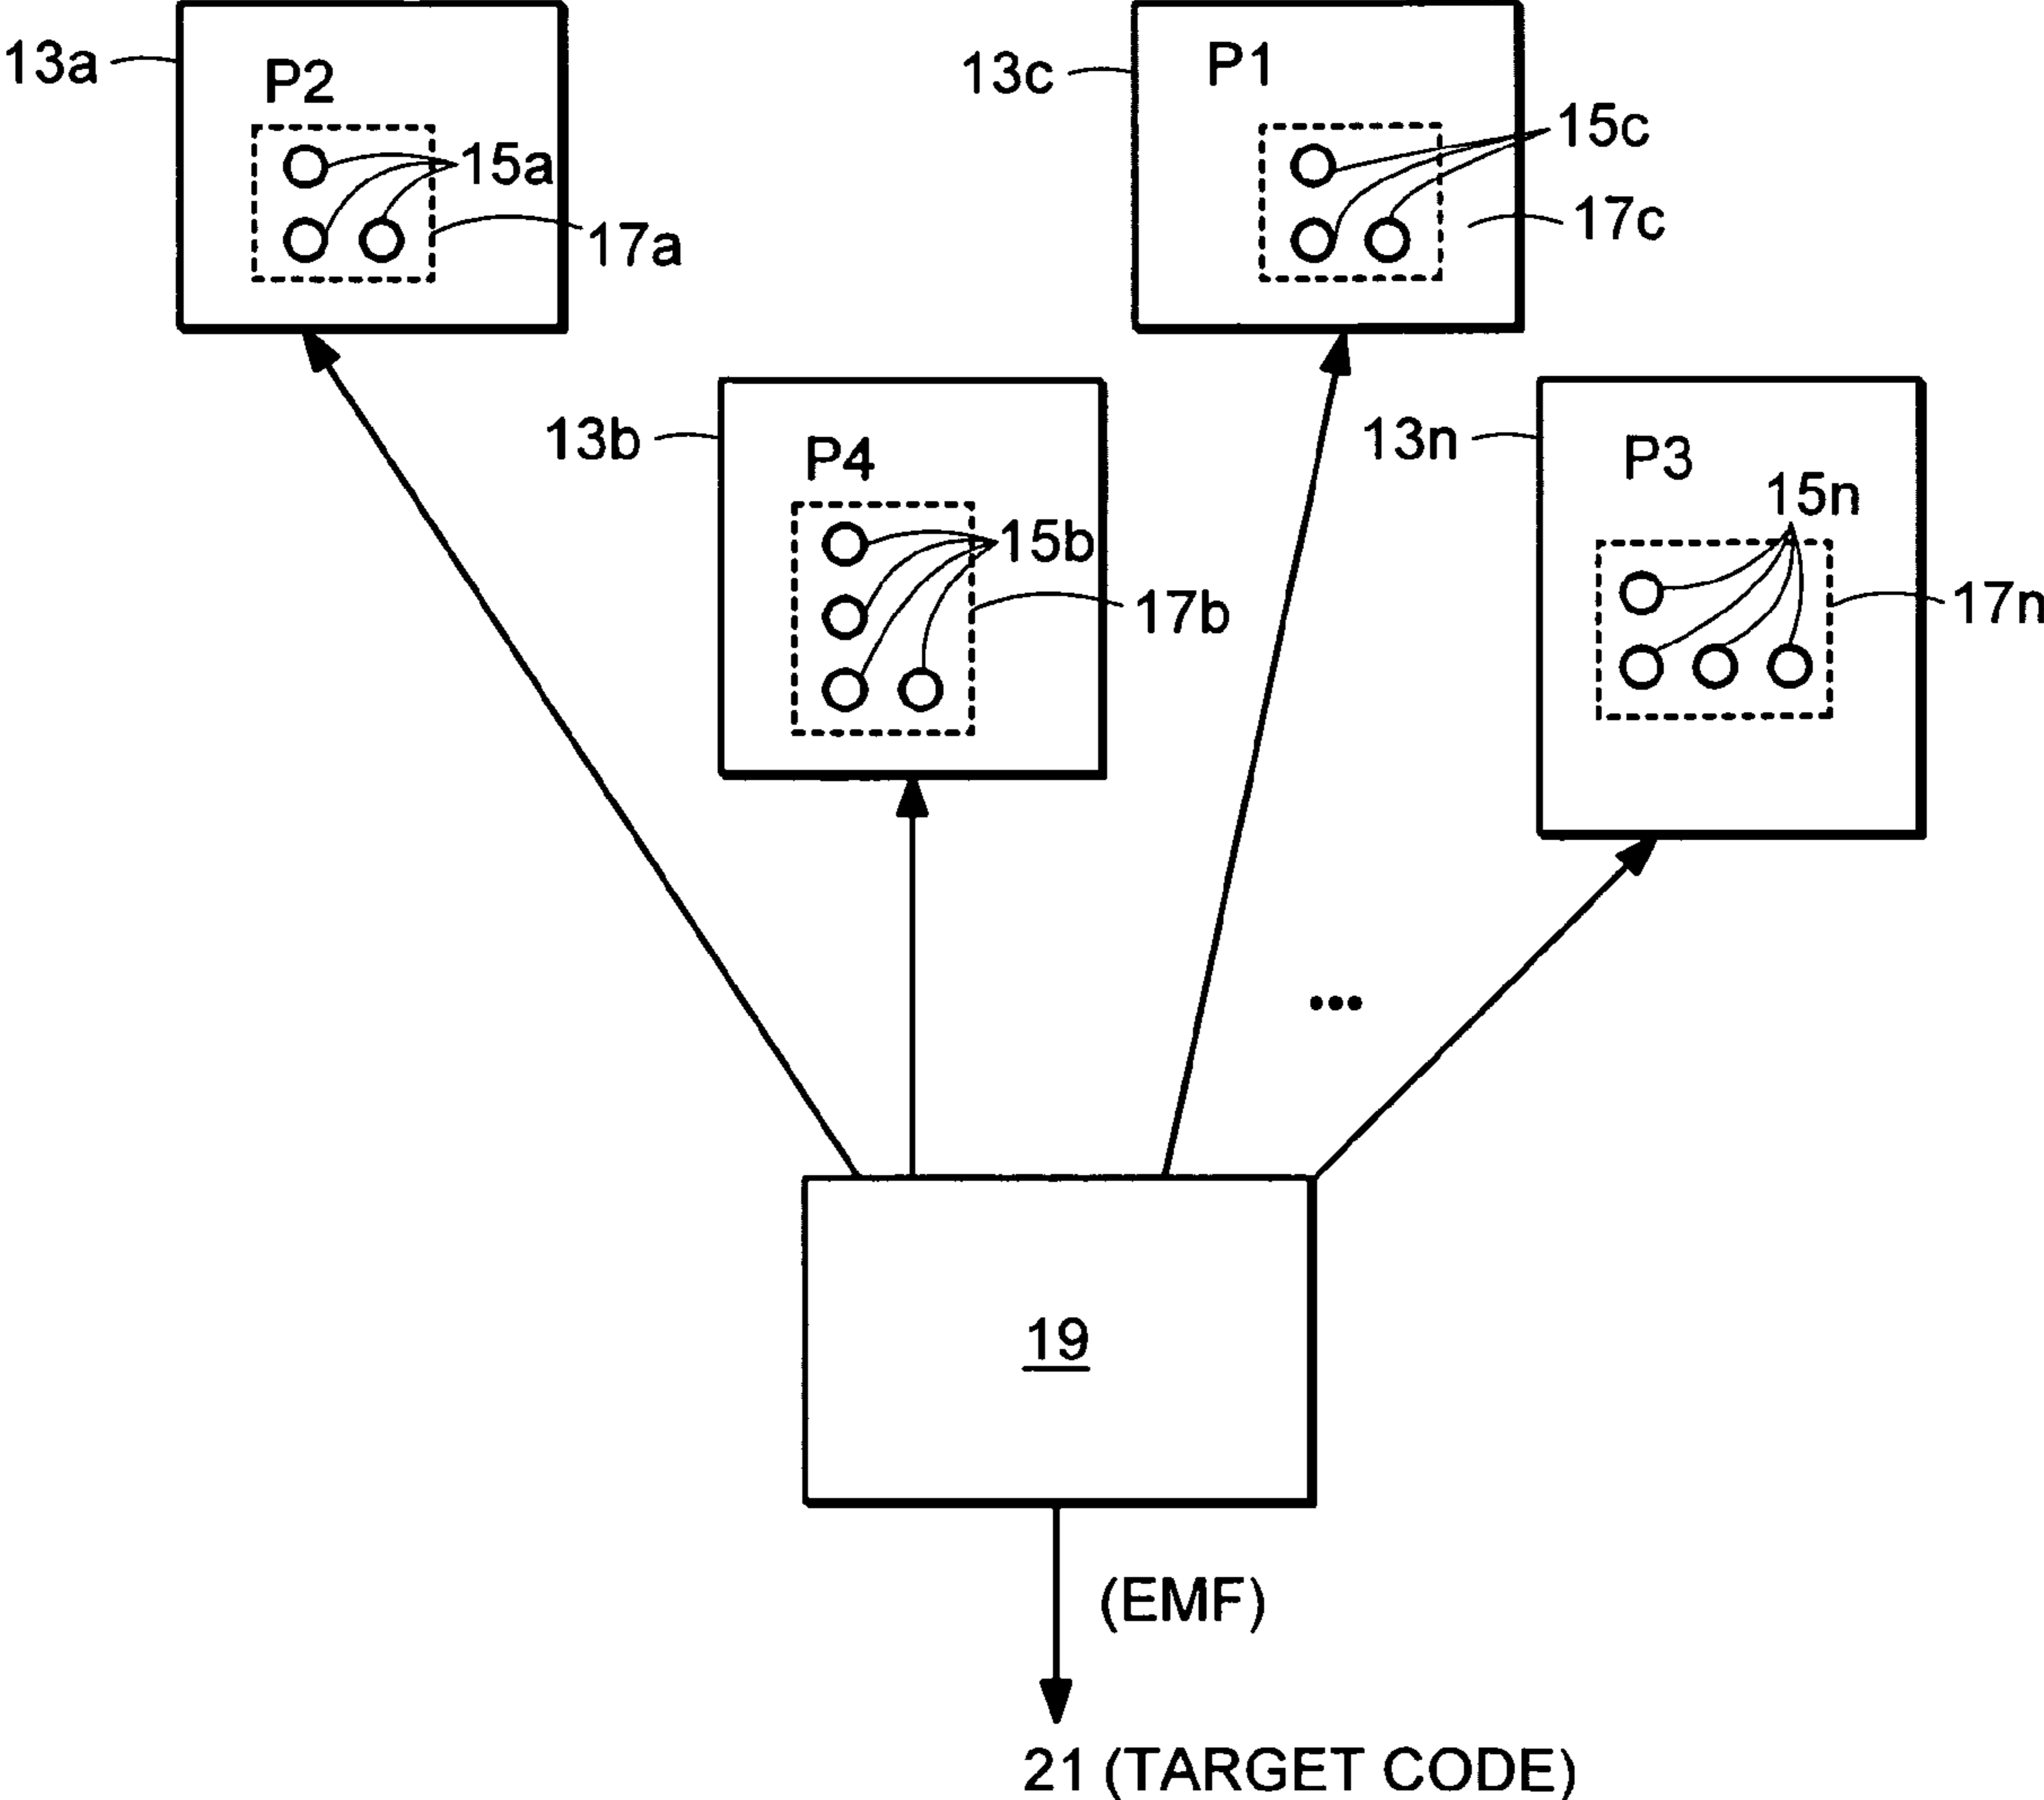 13a
P2
15a
17a
13c
P1
15c
17c
13b
P4
15b
17b
13n
P3
15n
17n
19
(EMF)
21 (TARGET CODE)